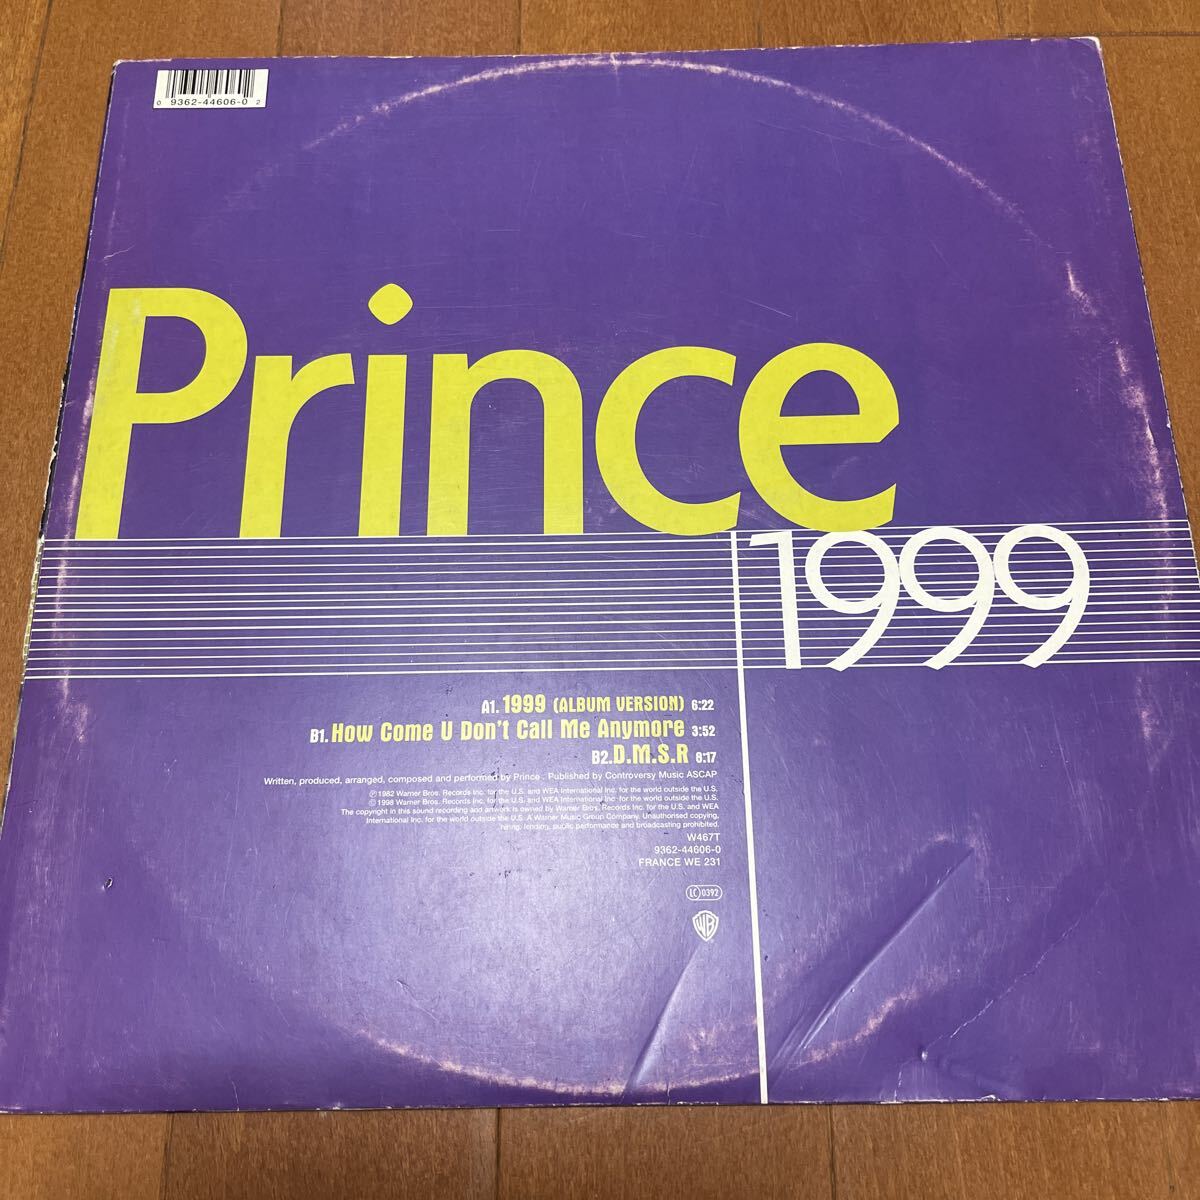 0 9362-44606-0 2
Prince
1999
A1. 1999 (ALBUM VERSION) 6:22
B1. How Come U Don't Call Me Anymore 3:52
B2. D.M.S.R 8:17
Written, produced, arranged, composed and performed by Prince . Published by Controversy Music ASCAP
℗ 1982 Warner Bros. Records Inc. for the U.S. and WEA International Inc. for the world outside the U.S.
℗ © 1998 Warner Bros. Records Inc. for the U.S. and WEA International Inc. for the world outside the U.S.
The copyright in this sound recording and artwork is owned by Warner Bros. Records Inc. for the U.S. and WEA
International Inc. for the world outside the U.S. A Warner Music Group Company. Unauthorised copying,
hiring, lending, public performance and broadcasting prohibited.
W467T
9362-44606-0
FRANCE WE 231
LC 0392
WB